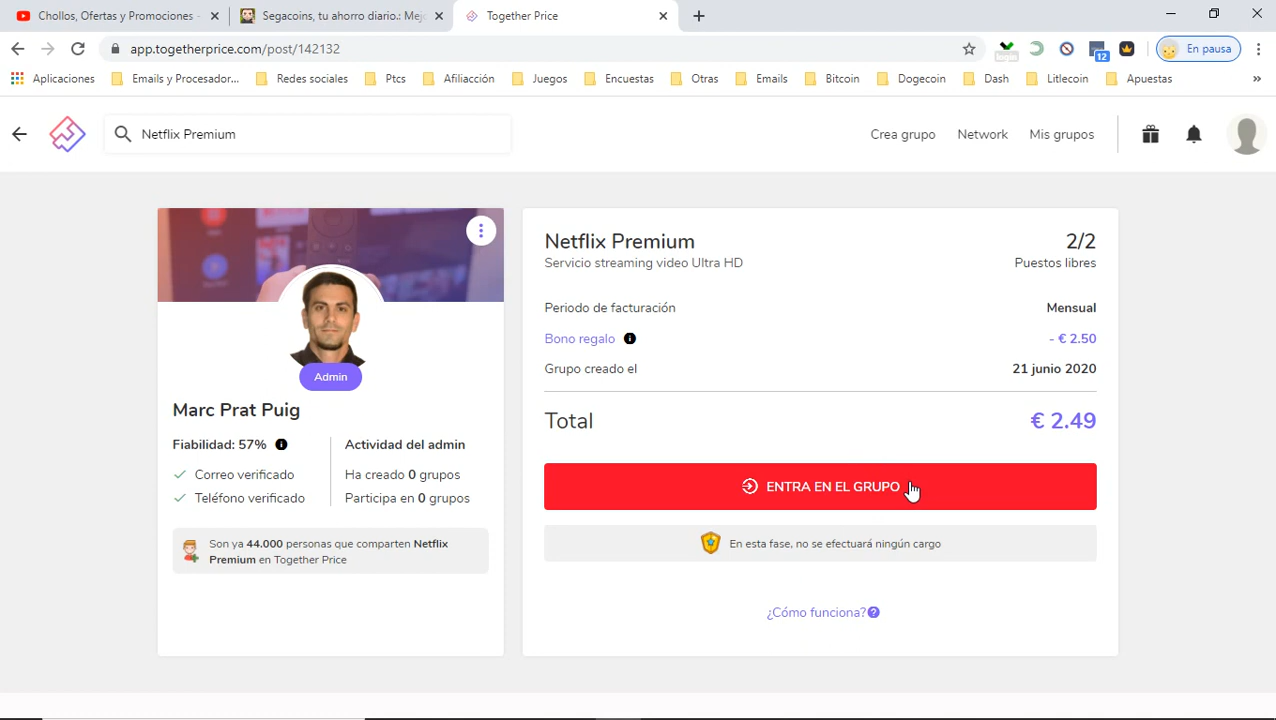 Chollos, Ofertas y Promociones -
Segacoins, tu ahorro diario.: Mejo
Together Price
app.togetherprice.com/post/142132
12
En pausa
Aplicaciones
Emails y Procesador...
Redes sociales
Ptcs
Afiliacción
Juegos
Encuestas
Otras
Emails
Bitcoin
Dogecoin
Dash
Litlecoin
Apuestas
»
Netflix Premium
Crea grupo
Network
Mis grupos
Admin
Marc Prat Puig
Fiabilidad: 57%
Correo verificado
Teléfono verificado
Actividad del admin
Ha creado 0 grupos
Participa en 0 grupos
Son ya 44.000 personas que comparten Netflix
Premium en Together Price
Netflix Premium
2/2
Servicio streaming video Ultra HD
Puestos libres
Periodo de facturación
Mensual
Bono regalo
- € 2.50
Grupo creado el
21 junio 2020
Total
€ 2.49
ENTRA EN EL GRUPO
En esta fase, no se efectuará ningún cargo
¿Cómo funciona?